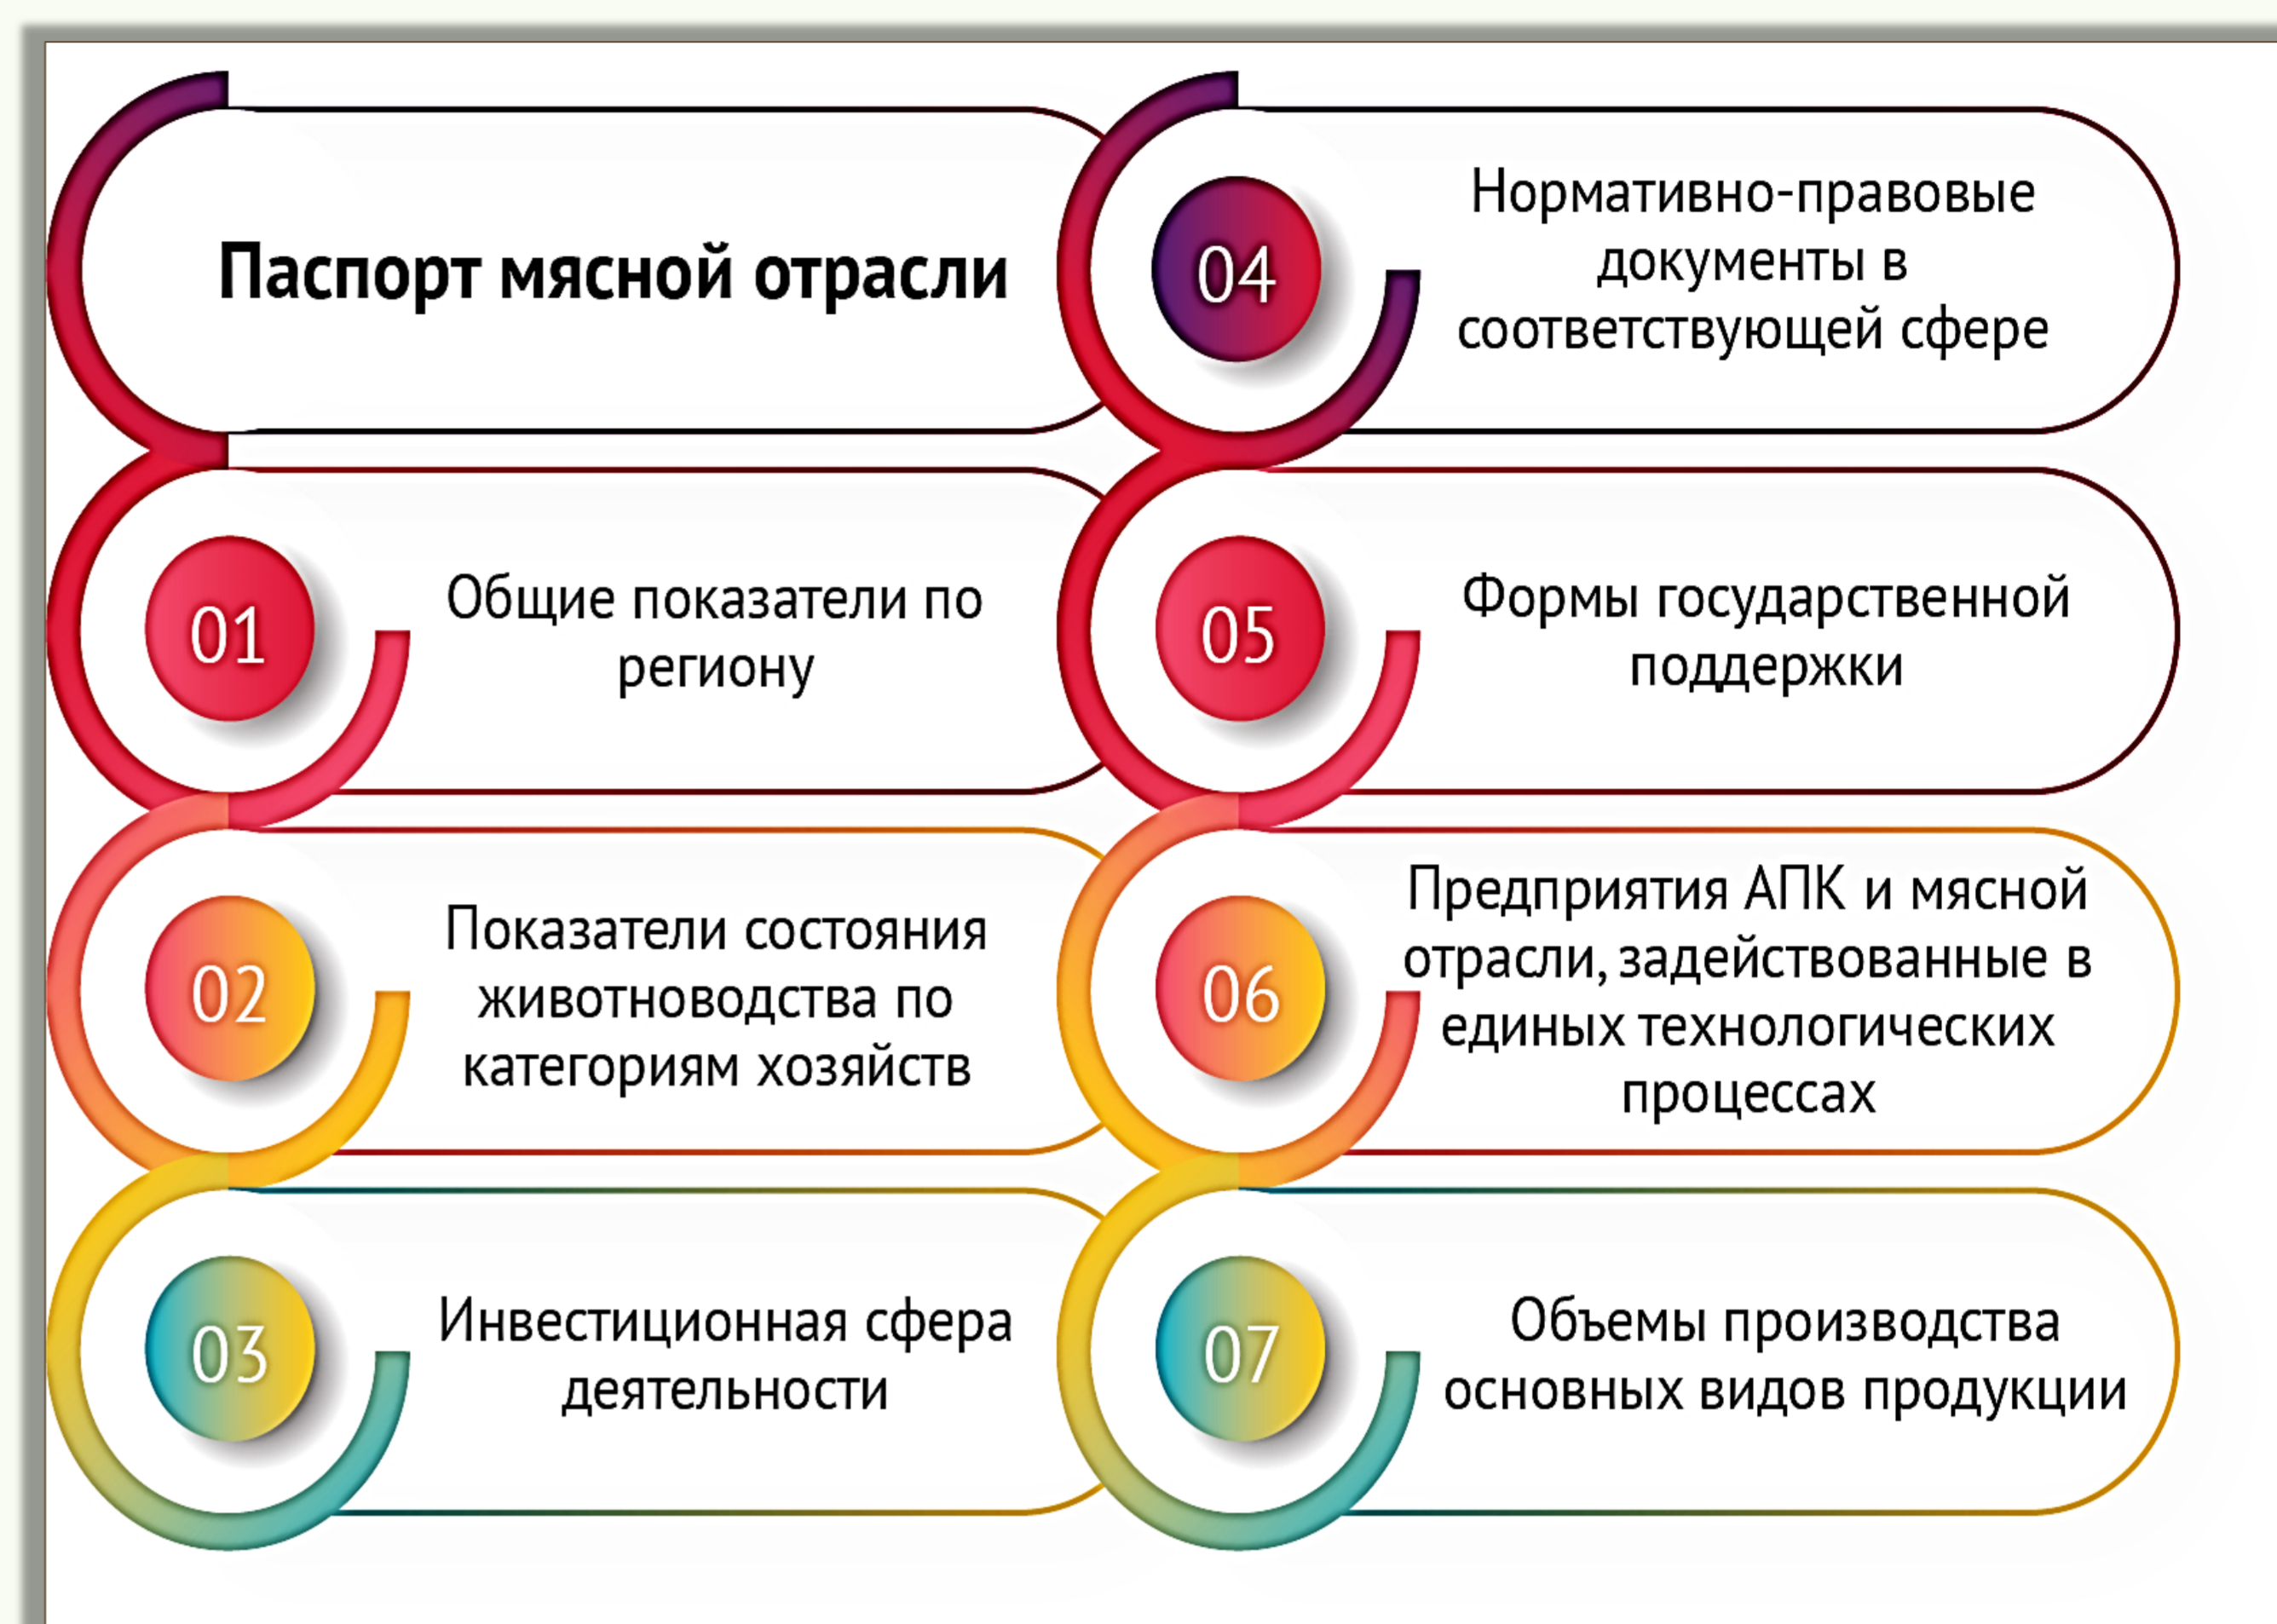 Паспорт мясной отрасли
01
Общие показатели по
региону
02
Показатели состояния
животноводства по
категориям хозяйств
03
Инвестиционная сфера
деятельности
04
Нормативно-правовые
документы в
соответствующей сфере
05
Формы государственной
поддержки
06
Предприятия АПК и мясной
отрасли, задействованные в
единых технологических
процессах
07
Объемы производства
основных видов продукции